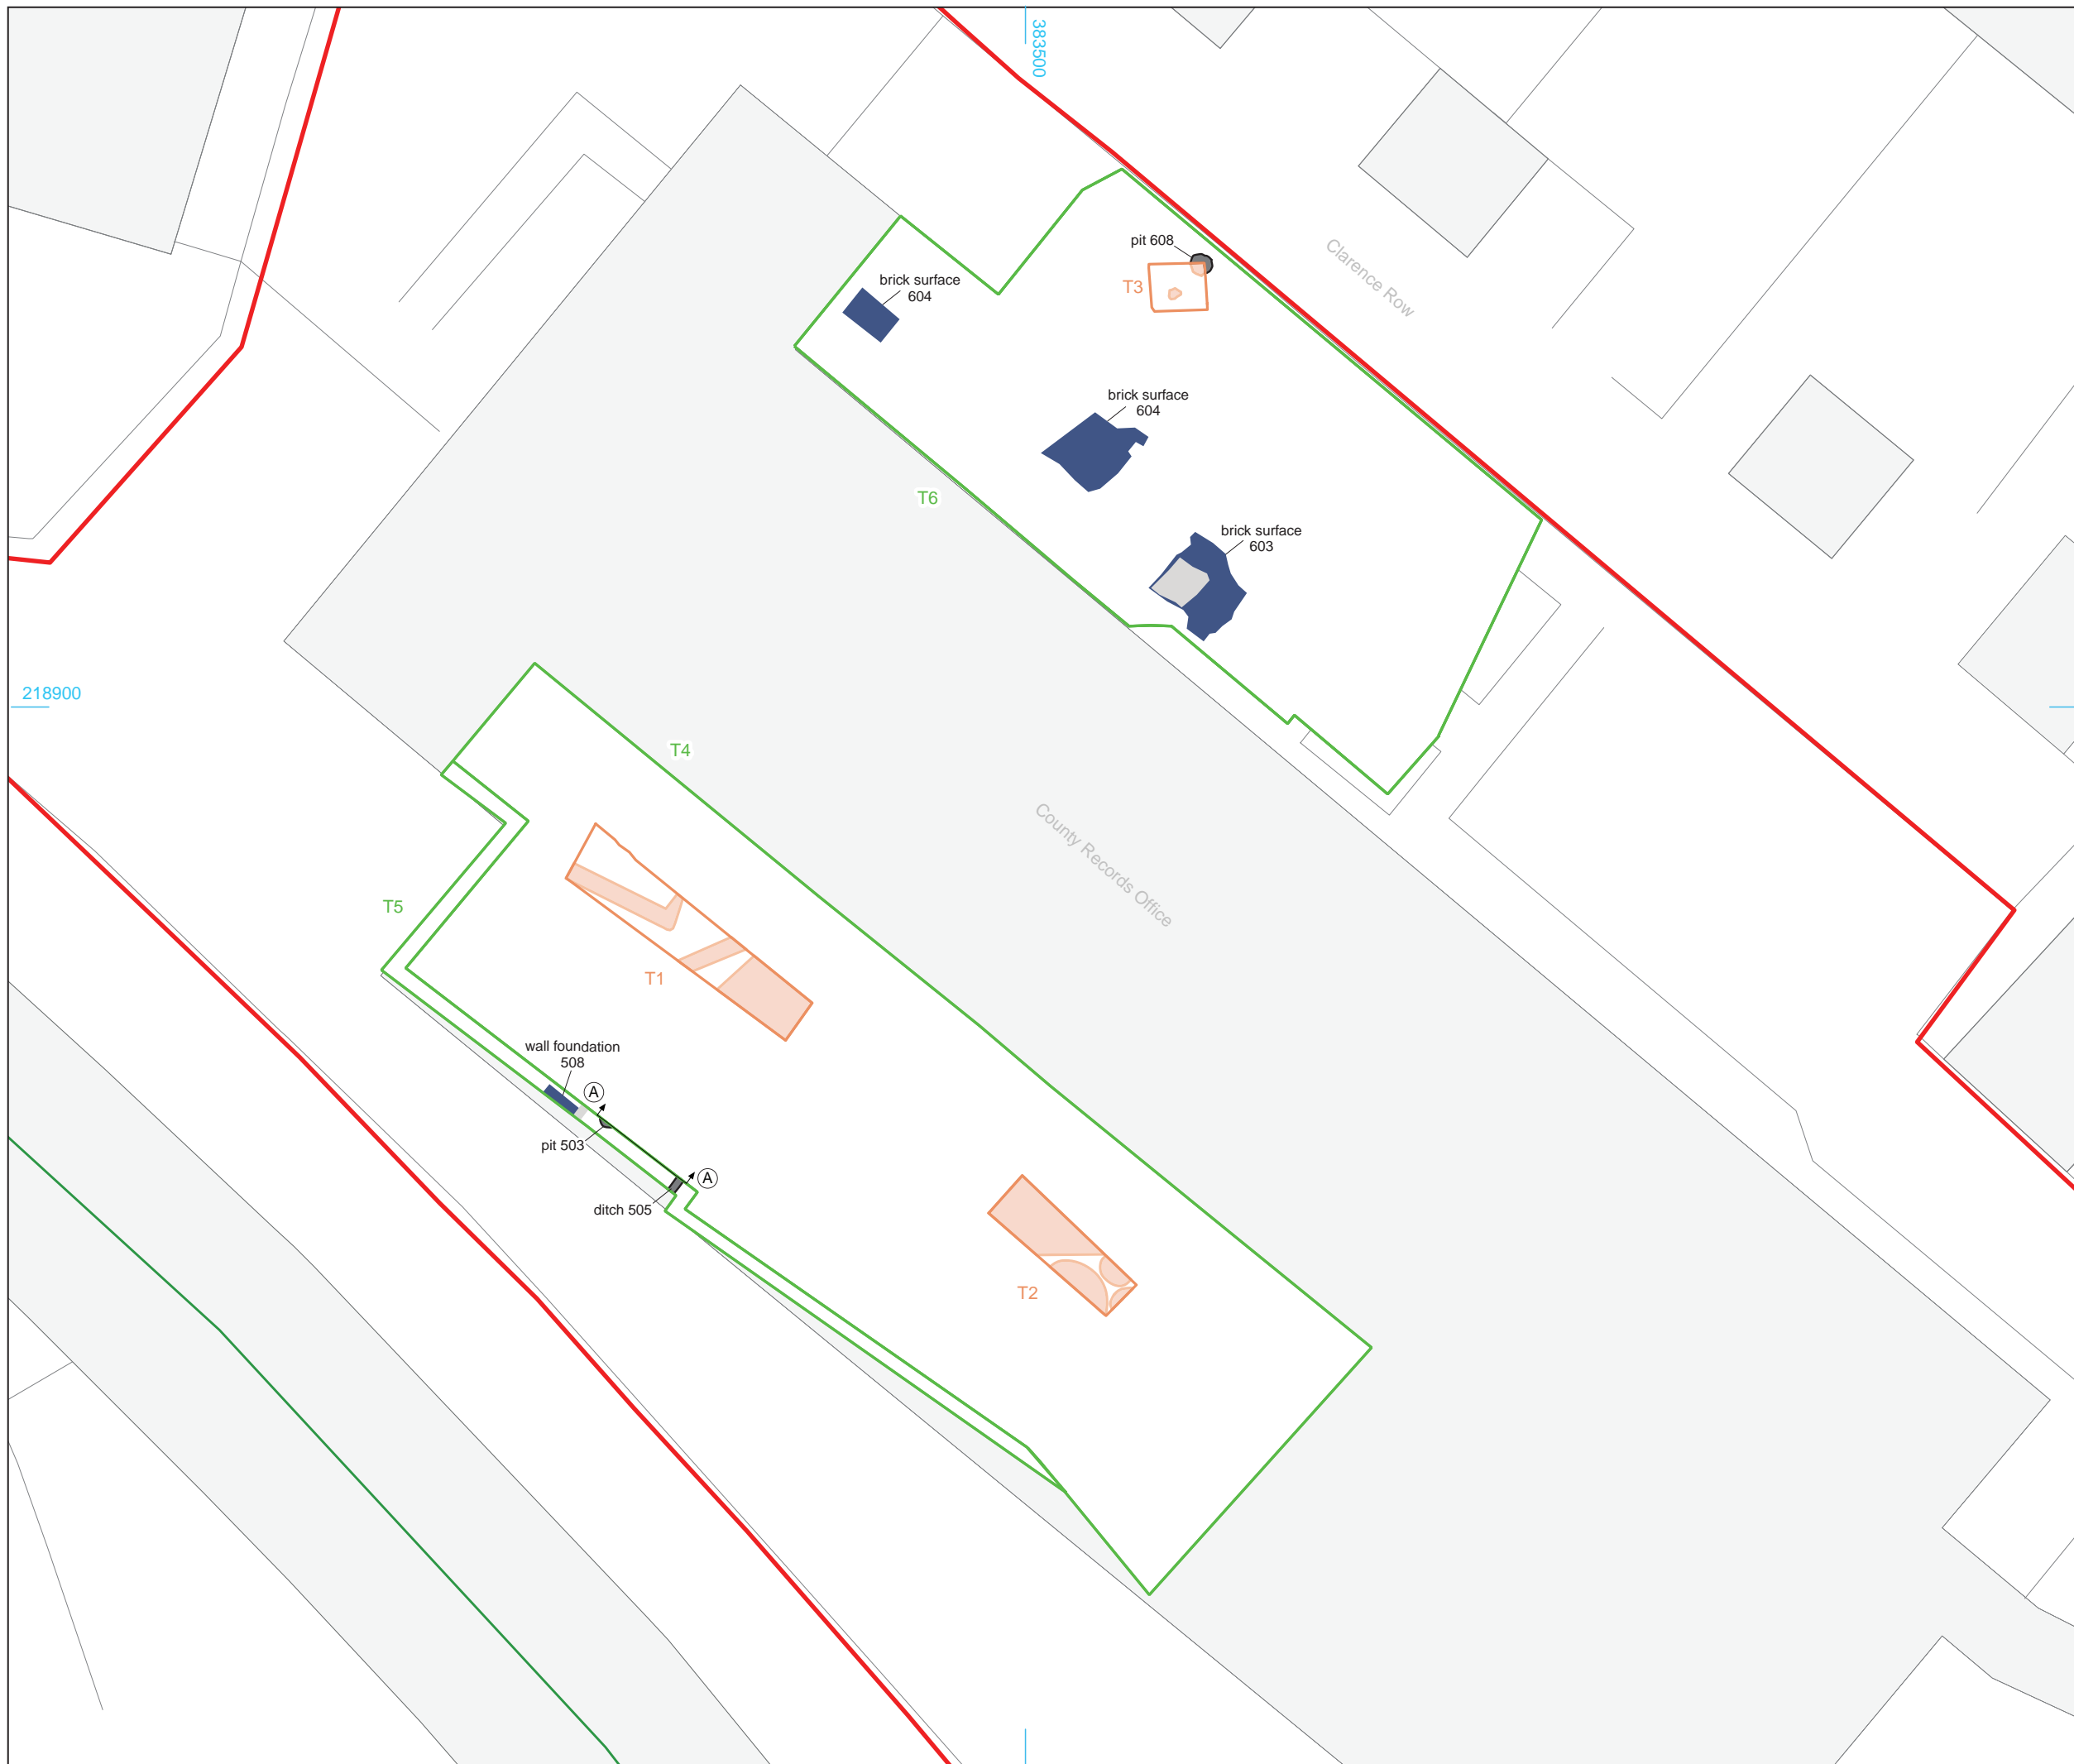 383500
pit 608
Clarence Row
brick surface
604
T3
brick surface
604
T6
brick surface
603
218900
T4
County Records Office
T5
T1
wall foundation
508
A
pit 503
A
ditch 505
T2